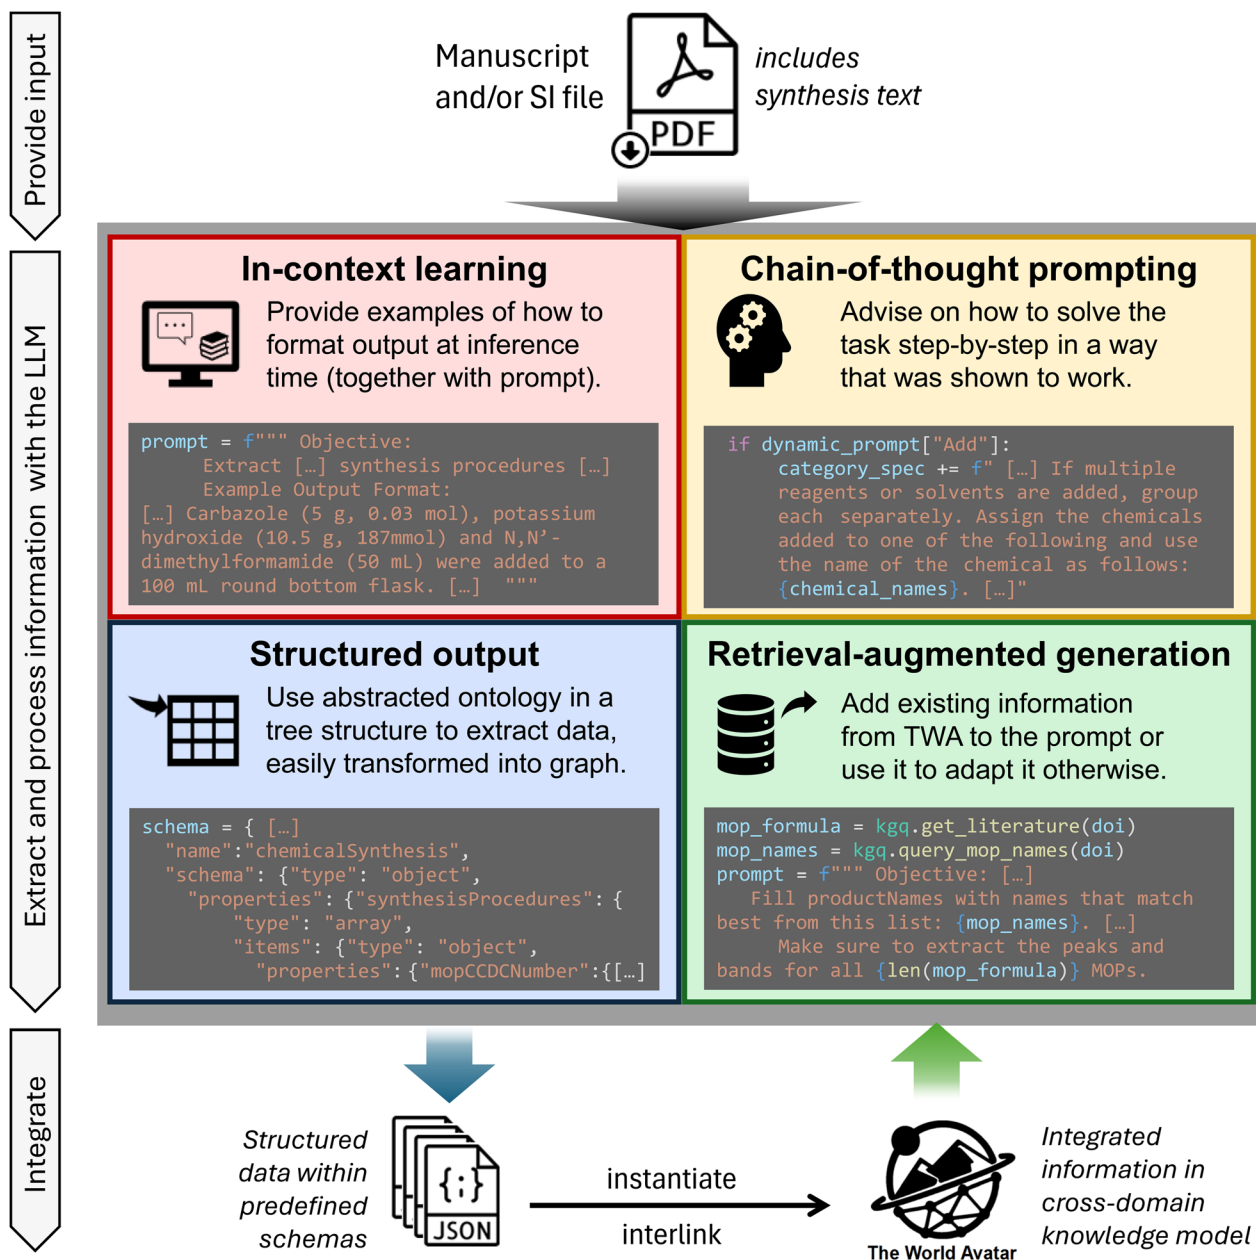 Provide input
Manuscript
and/or SI file
PDF
includes
synthesis text
Extract and process information with the LLM
In-context learning
Provide examples of how to
format output at inference
time (together with prompt).
prompt = f""" Objective:
Extract […] synthesis procedures […]
Example Output Format:
[…] Carbazole (5 g, 0.03 mol), potassium
hydroxide (10.5 g, 187mmol) and N,N’-
dimethylformamide (50 mL) were added to a
100 mL round bottom flask. […] """
Chain-of-thought prompting
Advise on how to solve the
task step-by-step in a way
that was shown to work.
if dynamic_prompt["Add"]:
category_spec += f" […] If multiple
reagents or solvents are added, group
each separately. Assign the chemicals
added to one of the following and use
the name of the chemical as follows:
{chemical_names}. […]"
Structured output
Use abstracted ontology in a
tree structure to extract data,
easily transformed into graph.
schema = { […]
"name":"chemicalSynthesis",
"schema": {"type": "object",
"properties": {"synthesisProcedures": {
"type": "array",
"items": {"type": "object",
"properties": {"mopCCDCNumber":{[…]
Retrieval-augmented generation
Add existing information
from TWA to the prompt or
use it to adapt it otherwise.
mop_formula = kgq.get_literature(doi)
mop_names = kgq.query_mop_names(doi)
prompt = f""" Objective: […]
Fill productNames with names that match
best from this list: {mop_names}. […]
Make sure to extract the peaks and
bands for all {len(mop_formula)} MOPs.
Integrate
Structured
data within
predefined
schemas
{;}
JSON
instantiate
interlink
The World Avatar
Integrated
information in
cross-domain
knowledge model